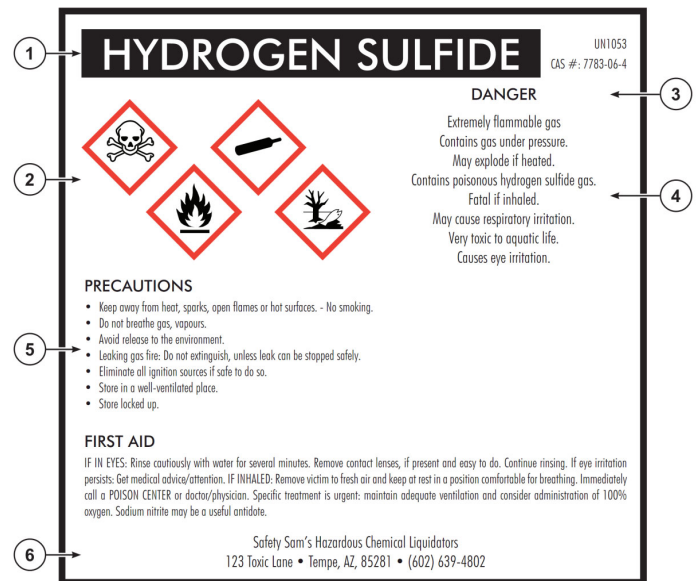 1
HYDROGEN SULFIDE
UN1053
CAS #: 7783-06-4
DANGER
3
Extremely flammable gas
Contains gas under pressure.
May explode if heated.
Contains poisonous hydrogen sulfide gas.
Fatal if inhaled.
May cause respiratory irritation.
Very toxic to aquatic life.
Causes eye irritation.
2
4
PRECAUTIONS
• Keep away from heat, sparks, open flames or hot surfaces. - No smoking.
• Do not breathe gas, vapours.
• Avoid release to the environment.
• Leaking gas fire: Do not extinguish, unless leak can be stopped safely.
• Eliminate all ignition sources if safe to do so.
• Store in a well-ventilated place.
• Store locked up.
5
FIRST AID
IF IN EYES: Rinse cautiously with water for several minutes. Remove contact lenses, if present and easy to do. Continue rinsing. If eye irritation
persists: Get medical advice/attention. IF INHALED: Remove victim to fresh air and keep at rest in a position comfortable for breathing. Immediately
call a POISON CENTER or doctor/physician. Specific treatment is urgent: maintain adequate ventilation and consider administration of 100%
oxygen. Sodium nitrite may be a useful antidote.
6
Safety Sam's Hazardous Chemical Liquidators
123 Toxic Lane • Tempe, AZ, 85281 • (602) 639-4802